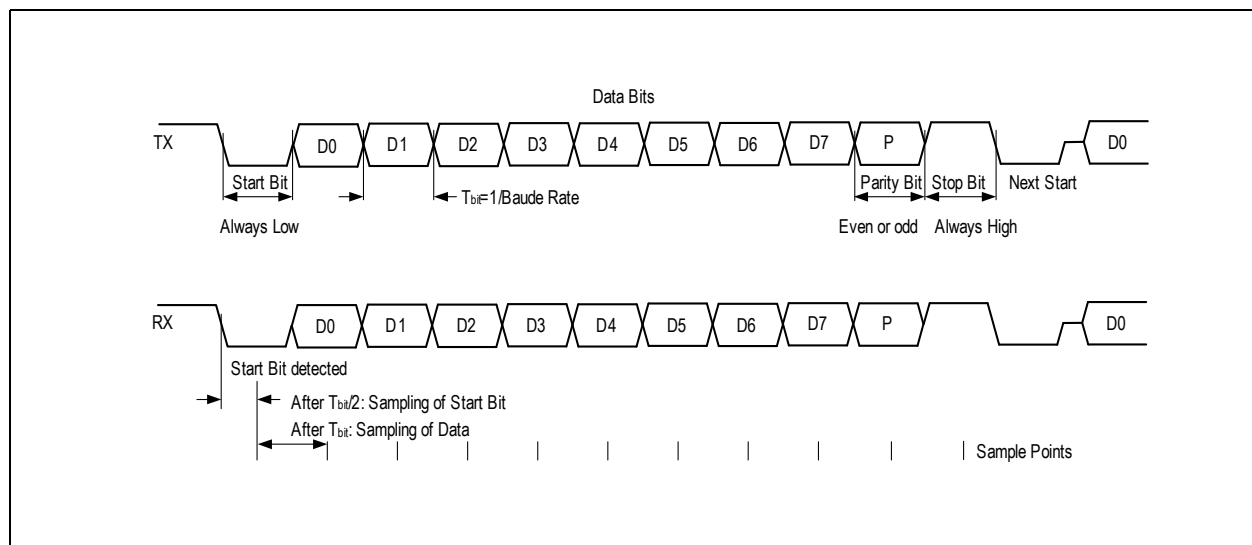 Data Bits
TX D0 D1 D2 D3 D4 D5 D6 D7 P D0
Start Bit Tbit=1/Baude Rate Parity Bit Stop Bit Next Start
Always Low Even or odd Always High
RX D0 D1 D2 D3 D4 D5 D6 D7 P D0
Start Bit detected
After Tbit/2: Sampling of Start Bit
After Tbit: Sampling of Data
Sample Points